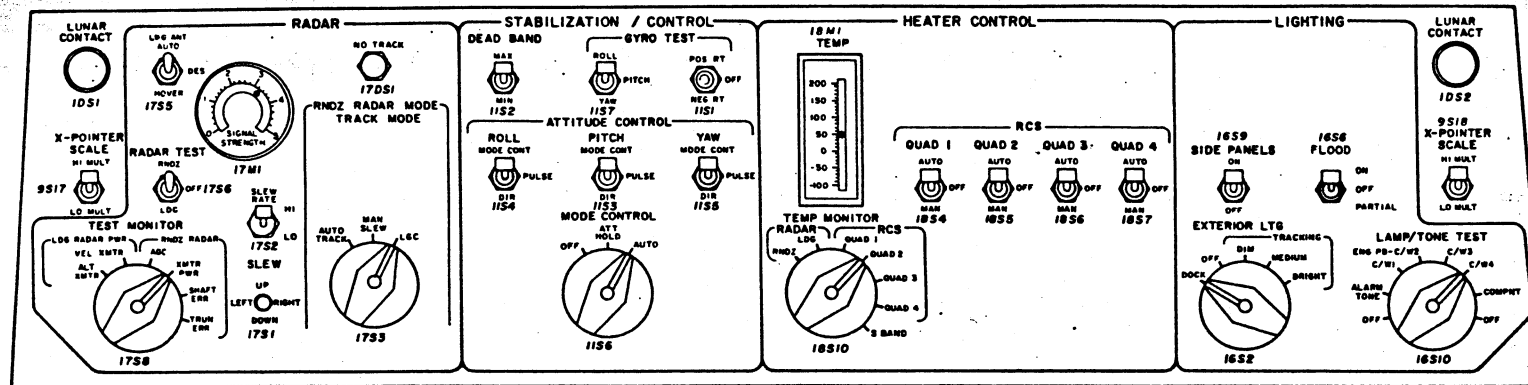 RADAR
STABILIZATION / CONTROL
HEATER CONTROL
LIGHTING
LUNAR
CONTACT
1DS1
LDG ANT
AUTO
DES
HOVER
17S5
0
1
2
3
4
5
SIGNAL
STRENGTH
17M1
NO TRACK
17DS1
X-POINTER
SCALE
HI MULT
9S17
LO MULT
RADAR TEST
RNDZ
OFF
17S6
LDG
SLEW
RATE
HI
LO
17S2
RNDZ RADAR MODE
TRACK MODE
AUTO
TRACK
MAN
SLEW
LGC
17S3
TEST MONITOR
LDG RADAR PWR
RNDZ RADAR
ALT
XMTR
VEL XMTR
AGC
XMTR
PWR
SHAFT
ERR
TRUN
ERR
17S8
SLEW
UP
LEFT
RIGHT
DOWN
17S1
DEAD BAND
MAX
MIN
11S2
GYRO TEST
ROLL
PITCH
YAW
11S7
POS RT
OFF
NEG RT
11S1
ATTITUDE CONTROL
ROLL
MODE CONT
PULSE
DIR
11S4
PITCH
MODE CONT
PULSE
DIR
11S3
YAW
MODE CONT
PULSE
DIR
11S5
MODE CONTROL
OFF
ATT
HOLD
AUTO
11S6
18M1
TEMP
200
150
100
50
0
-50
-100
RCS
QUAD 1
AUTO
OFF
MAN
18S4
QUAD 2
AUTO
OFF
MAN
18S5
QUAD 3
AUTO
OFF
MAN
18S6
QUAD 4
AUTO
OFF
MAN
18S7
TEMP MONITOR
RADAR
RCS
RNDZ
LDG
QUAD 1
QUAD 2
QUAD 3
QUAD 4
S BAND
18S10
16S9
SIDE PANELS
ON
OFF
16S6
FLOOD
ON
OFF
PARTIAL
EXTERIOR LTG
TRACKING
DOCK
OFF
DIM
MEDIUM
BRIGHT
16S2
LAMP/TONE TEST
OFF
ALARM
TONE
C/W1
ENG PB-C/W2
C/W3
C/W4
COMPNT
OFF
16S10
LUNAR
CONTACT
1DS2
9S18
X-POINTER
SCALE
HI MULT
LO MULT